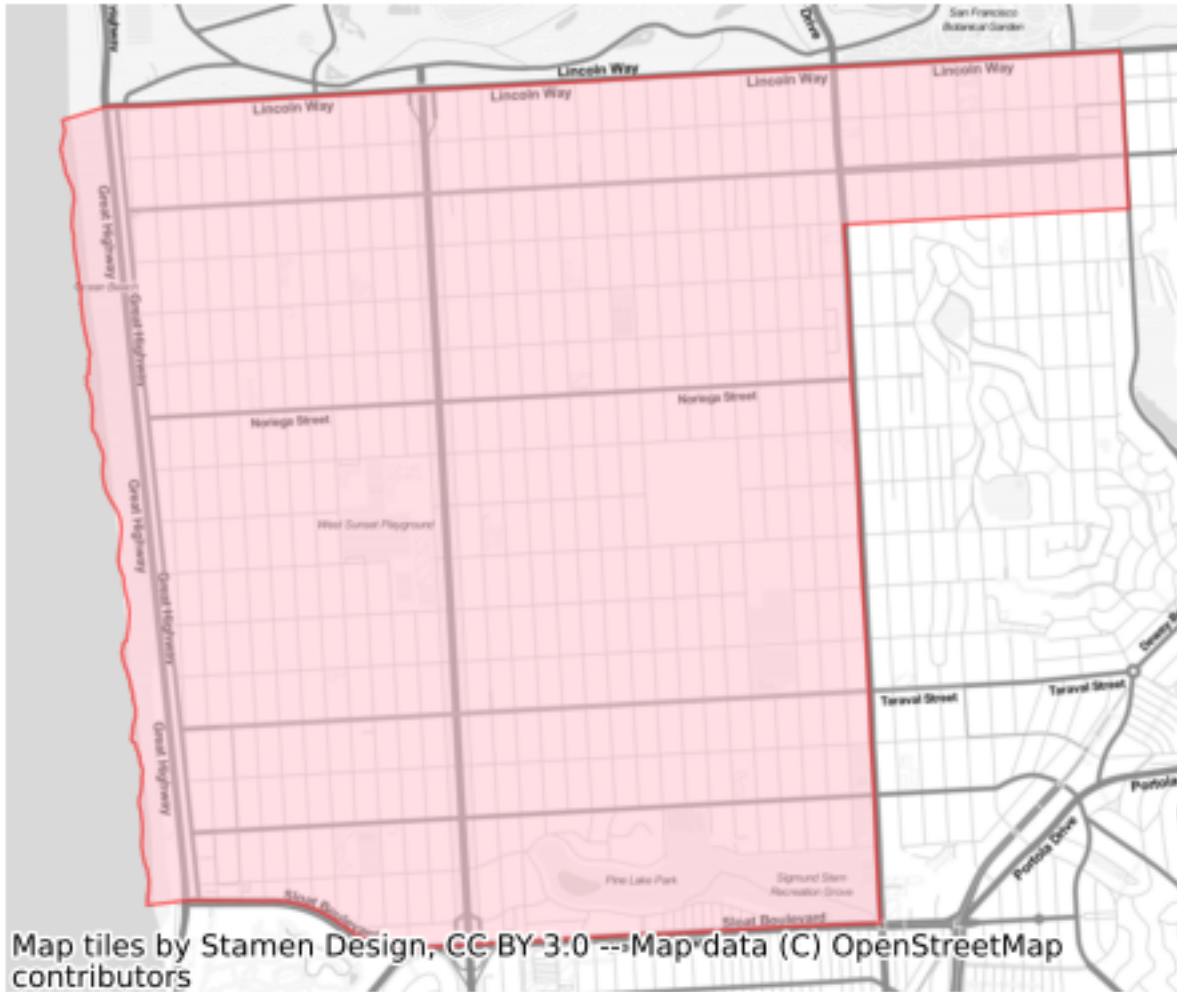 San Francisco
Botanical Garden
Drive
Lincoln Way
Lincoln Way
Lincoln Way
Lincoln Way
Lincoln Way
Great Highway
Great Highway
Noriega Street
Noriega Street
Great Highway
West Sunset Playground
Great Highway
Taraval Street
Taraval Street
Great Highway
Portola
Portola Drive
Pine Lake Park
Sigmund Stern
Recreation Grove
Sloat Boulevard
Map tiles by Stamen Design, CC BY 3.0 -- Map data (C) OpenStreetMap
contributors